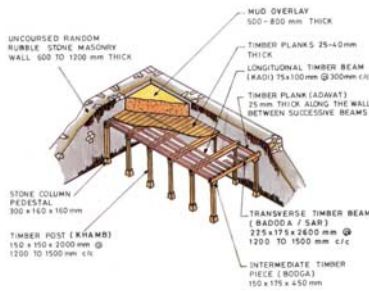 MUD OVERLAY
500 - 800 mm THICK
UNCOURSED RANDOM
RUBBLE STONE MASONRY
WALL 600 TO 1200 mm THICK
TIMBER PLANKS 25-40mm
THICK
LONGITUDINAL TIMBER BEAM
(KADI) 75x100mm @ 300mm c/c
TIMBER PLANK (ADAVAT)
25 mm THICK ALONG THE WALL
BETWEEN SUCCESSIVE BEAMS
STONE COLUMN
PEDESTAL
300 x 160 x 160 mm
TIMBER POST (KHAMB)
150 x 150 x 2000 mm @
1200 TO 1500 mm c/c
TRANSVERSE TIMBER BEAM
(BADODA / SAR)
225 x 175 x 2600 mm @
1200 TO 1500 mm c/c
INTERMEDIATE TIMBER
PIECE (BODGA)
150 x 175 x 450 mm